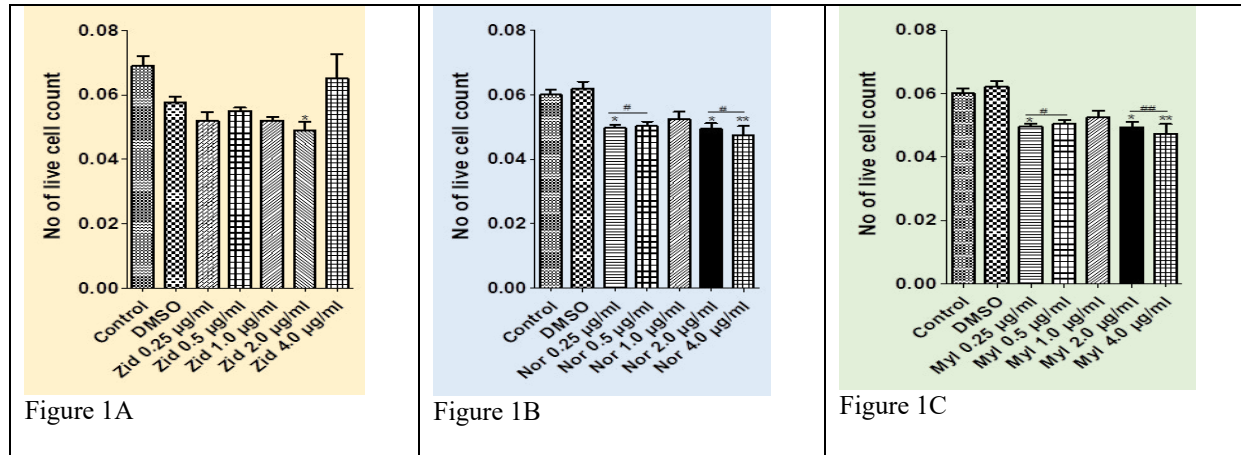 No of live cell count
0.08
0.06
0.04
0.02
0.00
*
Control
DMSO
Zid 0.25 µg/ml
Zid 0.5 µg/ml
Zid 1.0 µg/ml
Zid 2.0 µg/ml
Zid 4.0 µg/ml
Figure 1A
No of live cell count
0.08
0.06
0.04
0.02
0.00
# #
* * **
Control
DMSO
Nor 0.25 µg/ml
Nor 0.5 µg/ml
Nor 1.0 µg/ml
Nor 2.0 µg/ml
Nor 4.0 µg/ml
Figure 1B
No of live cell count
0.08
0.06
0.04
0.02
0.00
# ##
* * **
Control
DMSO
Myl 0.25 µg/ml
Myl 0.5 µg/ml
Myl 1.0 µg/ml
Myl 2.0 µg/ml
Myl 4.0 µg/ml
Figure 1C